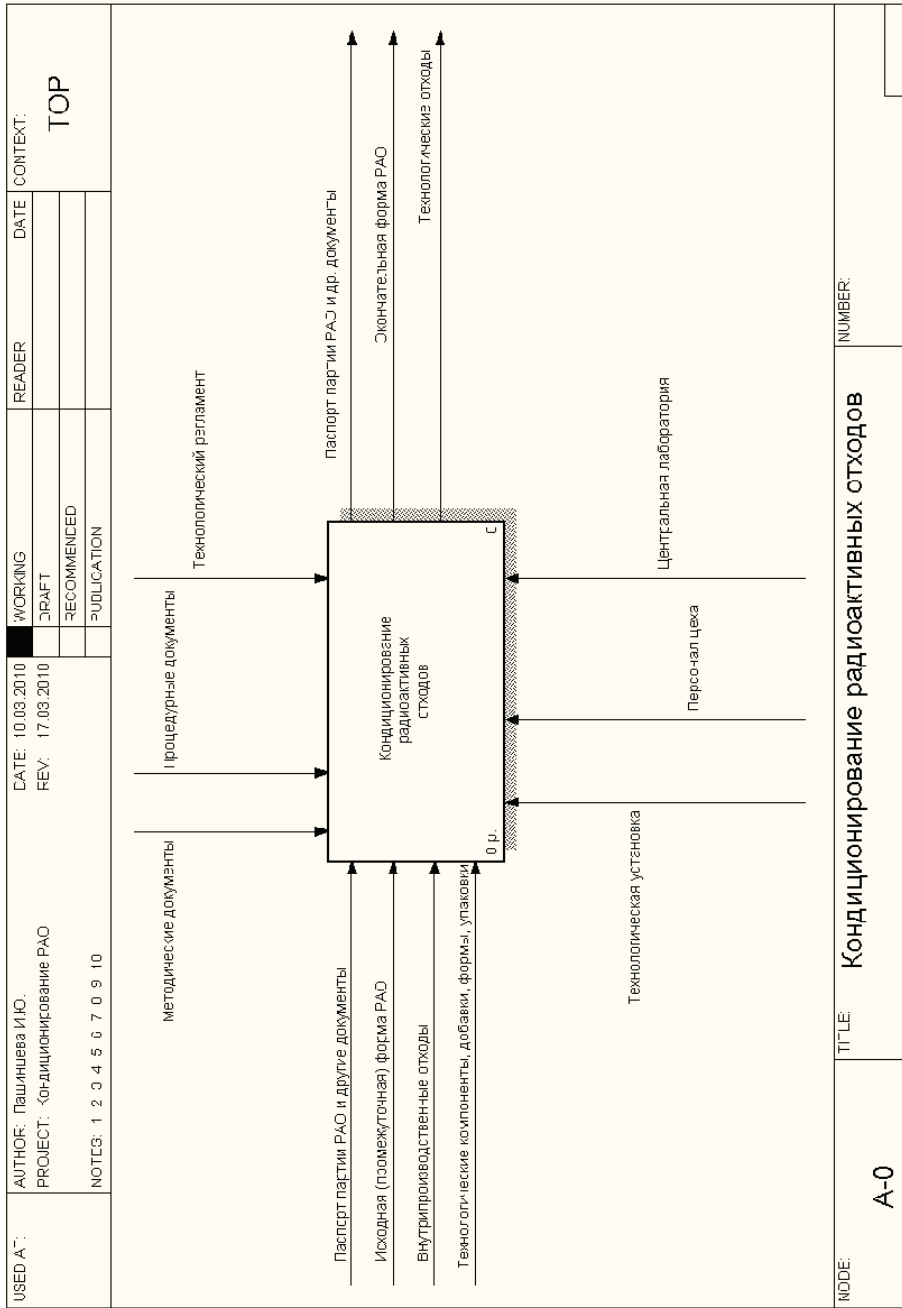 USED AT:
AUTHOR: Пашинцева И.Ю.
DATE: 10.03.2010
WORKING
READER
DATE
CONTEXT:
PROJECT: Кондиционирование РАО
REV: 17.03.2010
DRAFT
TOP
RECOMMENDED
NOTES: 1 2 3 4 5 6 7 8 9 10
PUBLICATION
Методические документы
Процедурные документы
Технологический регламент
Паспорт партии РАО и другие документы
Исходная (промежуточная) форма РАО
Внутрипроизводственные отходы
Технологические компоненты, добавки, формы, упаковки
Кондиционирование
радиоактивных
отходов
0 р.
0
Паспорт партии РАО и др. документы
Окончательная форма РАО
Технологические отходы
Технологическая установка
Персонал цеха
Центральная лаборатория
NODE:
TITLE:
NUMBER:
A-0
Кондиционирование радиоактивных отходов